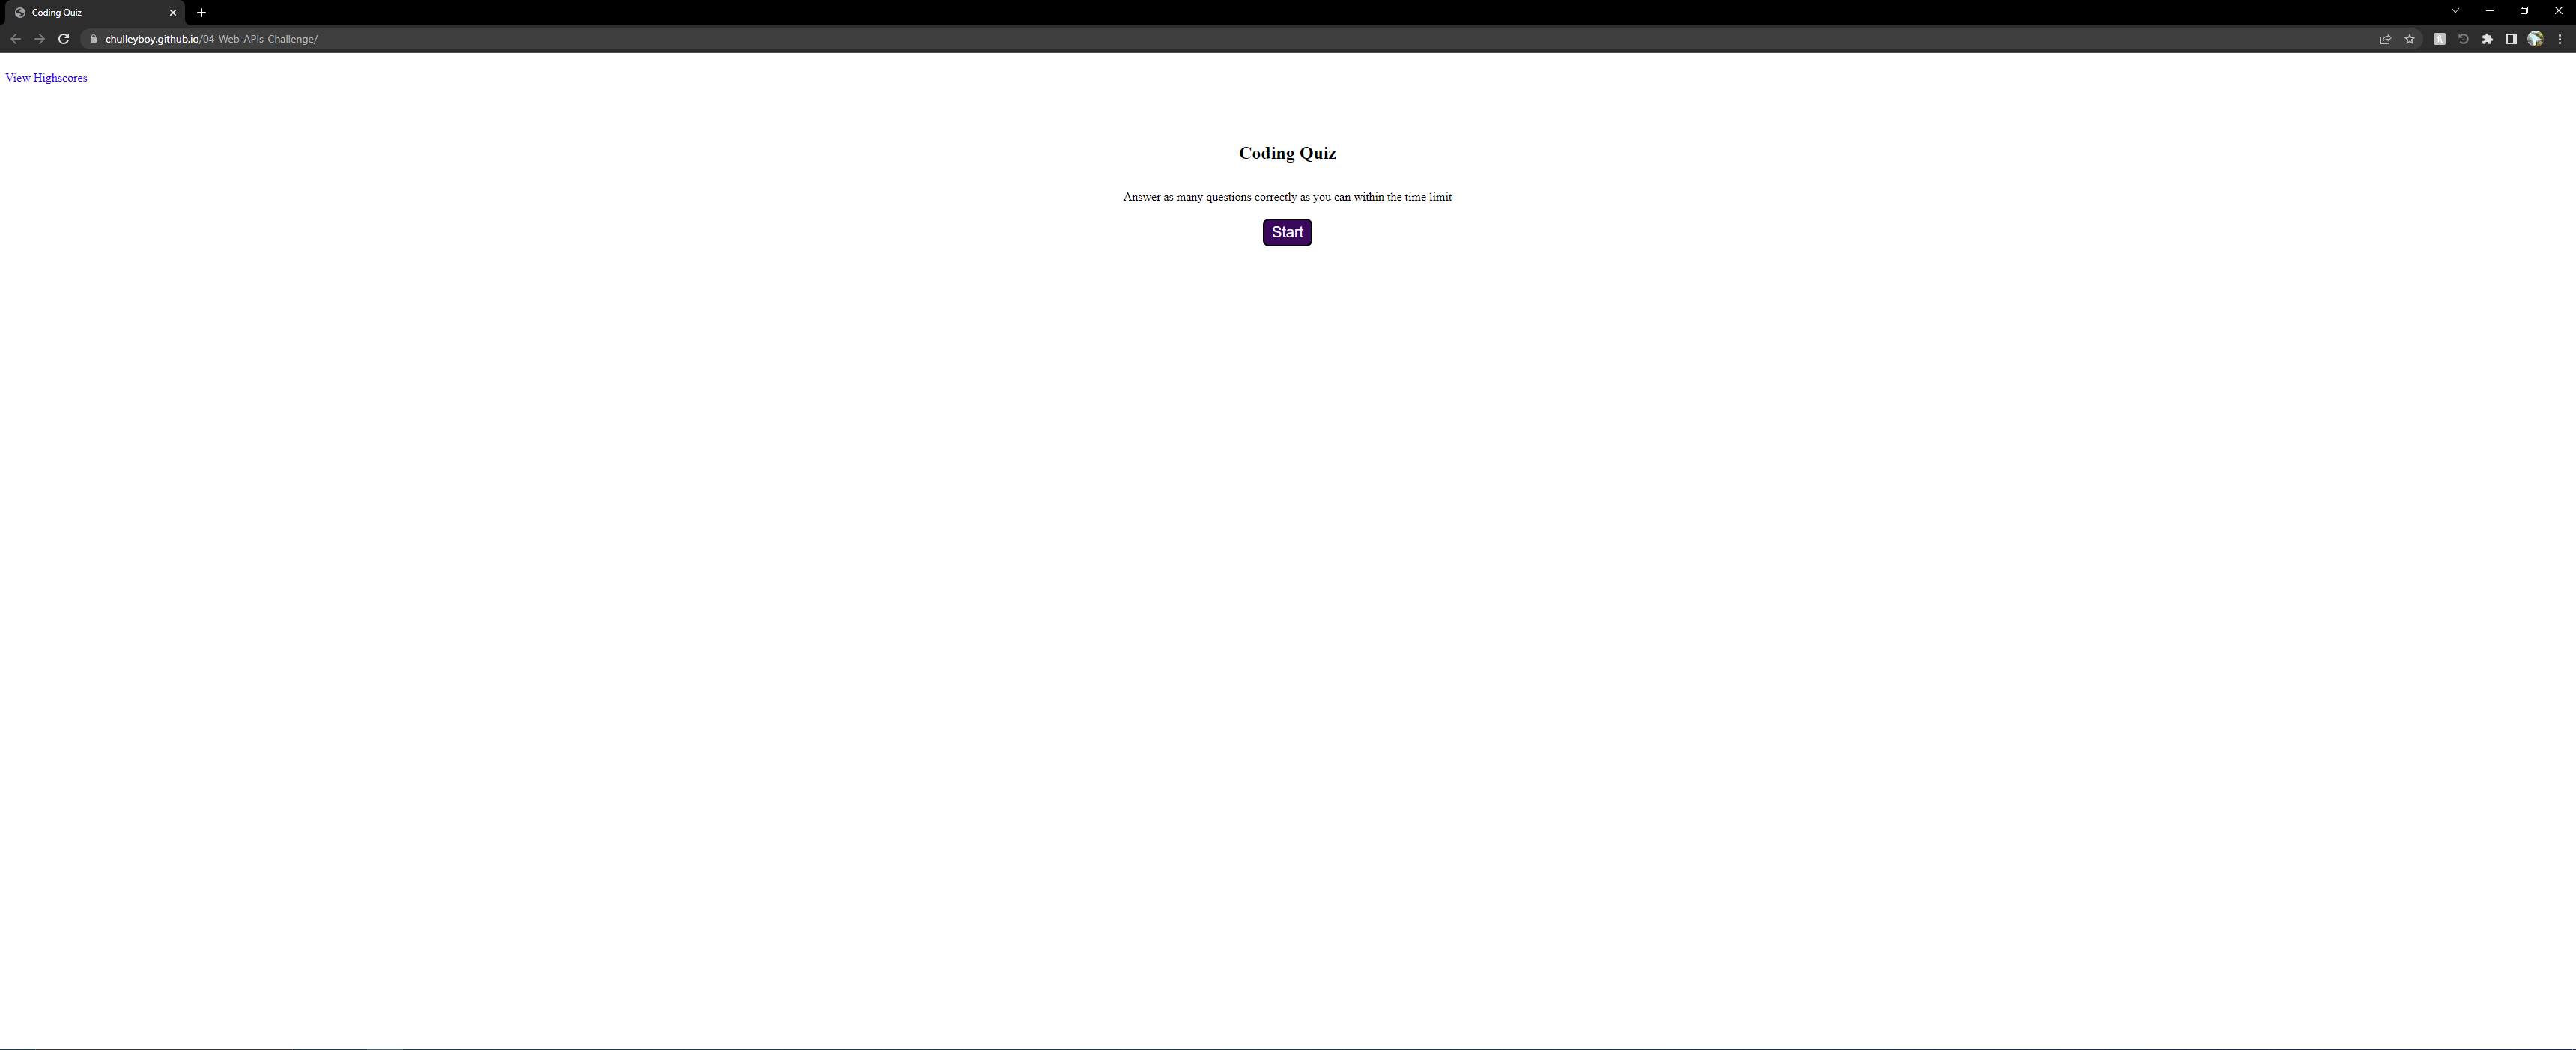 Coding Quiz
chulleyboy.github.io/04-Web-APIs-Challenge/
View Highscores
Coding Quiz
Answer as many questions correctly as you can within the time limit
Start